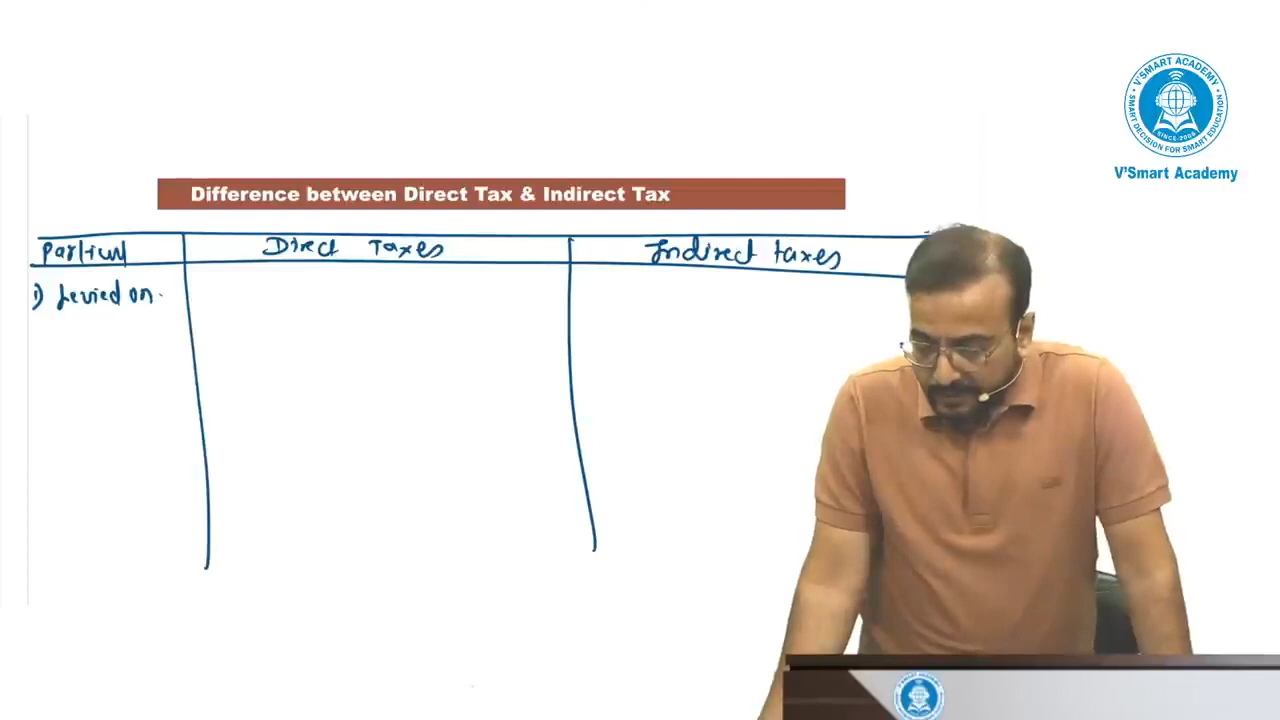 V'SMART ACADEMY
SMART DECISION FOR SMART EDUCATION
SINCE-2006
V'Smart Academy
Difference between Direct Tax & Indirect Tax
Direct Taxes
Indirect taxes
1) Levied on